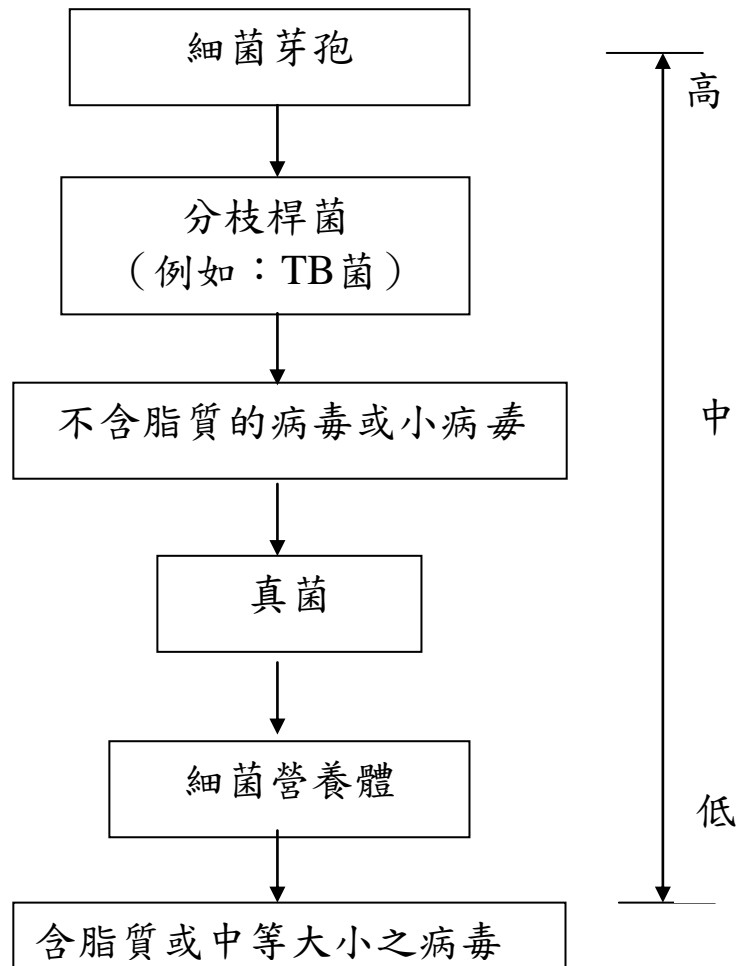 細菌芽孢
高
分枝桿菌
（例如：TB菌）
不含脂質的病毒或小病毒
中
真菌
細菌營養體
低
含脂質或中等大小之病毒